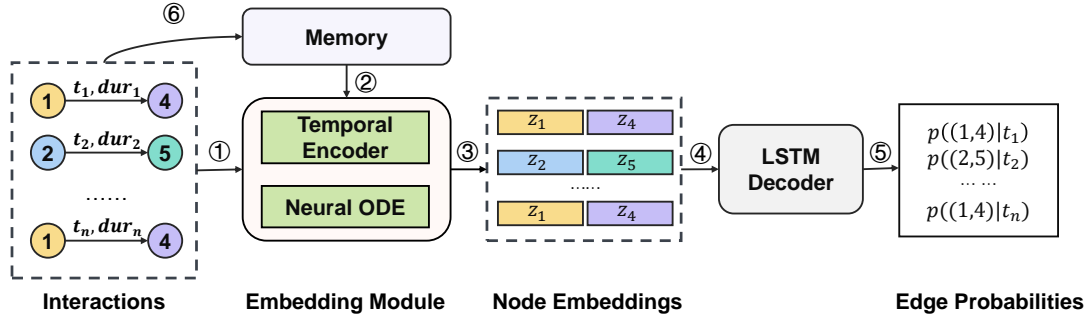 ⑥
Memory
②
t₁, dur₁
1 4
t₂, dur₂
2 5
......
tₙ, durₙ
1 4
①
Temporal
Encoder
Neural ODE
③
z₁ z₄
z₂ z₅
......
z₁ z₄
④
LSTM
Decoder
⑤
p((1,4)|t₁)
p((2,5)|t₂)
... ...
p((1,4)|tₙ)
Interactions
Embedding Module
Node Embeddings
Edge Probabilities